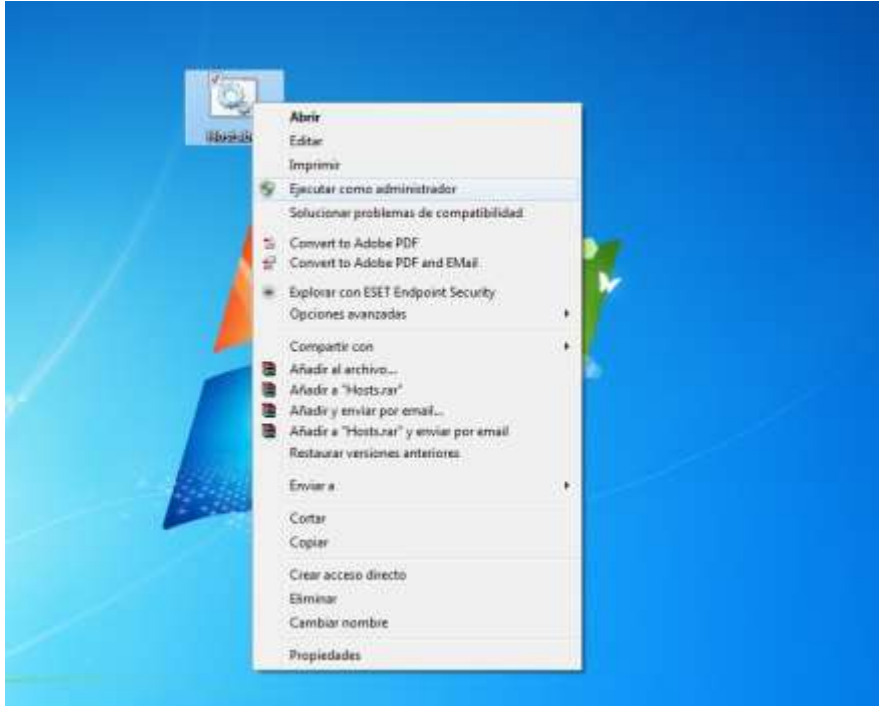 Abrir
Editar
Imprimir
Ejecutar como administrador
Solucionar problemas de compatibilidad
Convert to Adobe PDF
Convert to Adobe PDF and EMail
Explorar con ESET Endpoint Security
Opciones avanzadas
Compartir con
Añadir al archivo...
Añadir a "Hosts.rar"
Añadir y enviar por email...
Añadir a "Hosts.rar" y enviar por email
Restaurar versiones anteriores
Enviar a
Cortar
Copiar
Crear acceso directo
Eliminar
Cambiar nombre
Propiedades